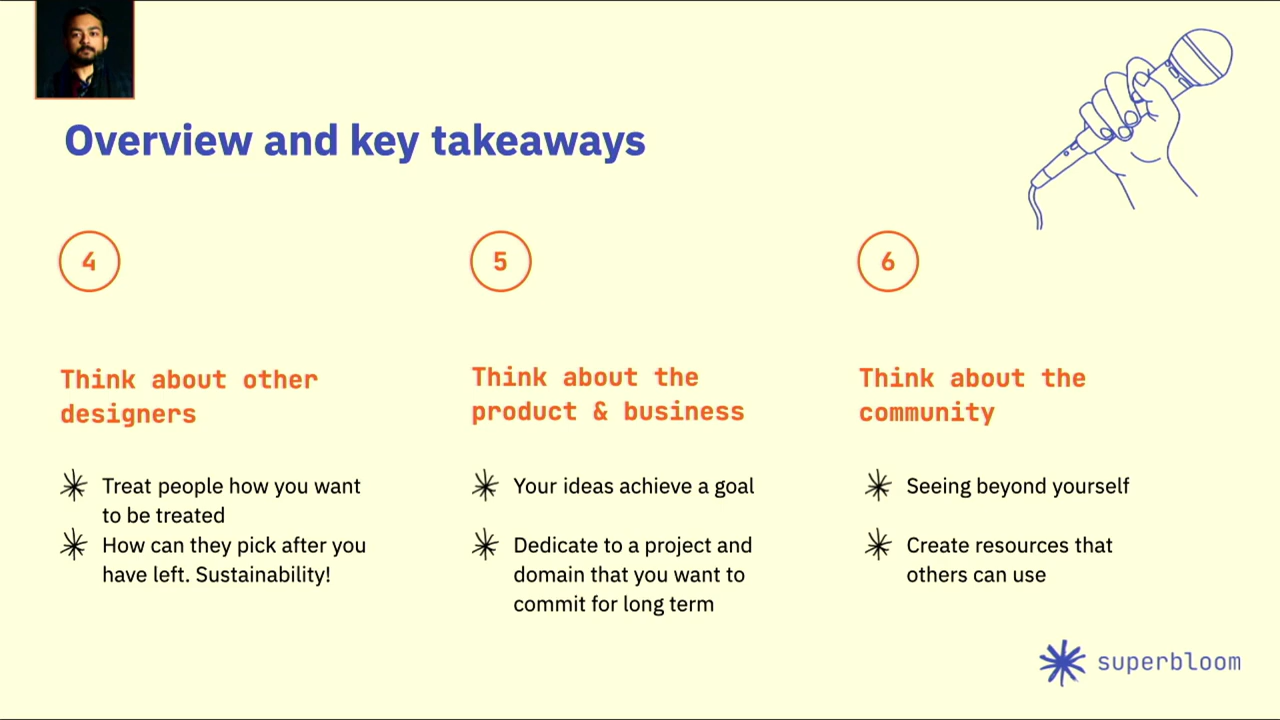 Overview and key takeaways
4
Think about other
designers
Treat people how you want
to be treated
How can they pick after you
have left. Sustainability!
5
Think about the
product & business
Your ideas achieve a goal
Dedicate to a project and
domain that you want to
commit for long term
6
Think about the
community
Seeing beyond yourself
Create resources that
others can use
superbloom